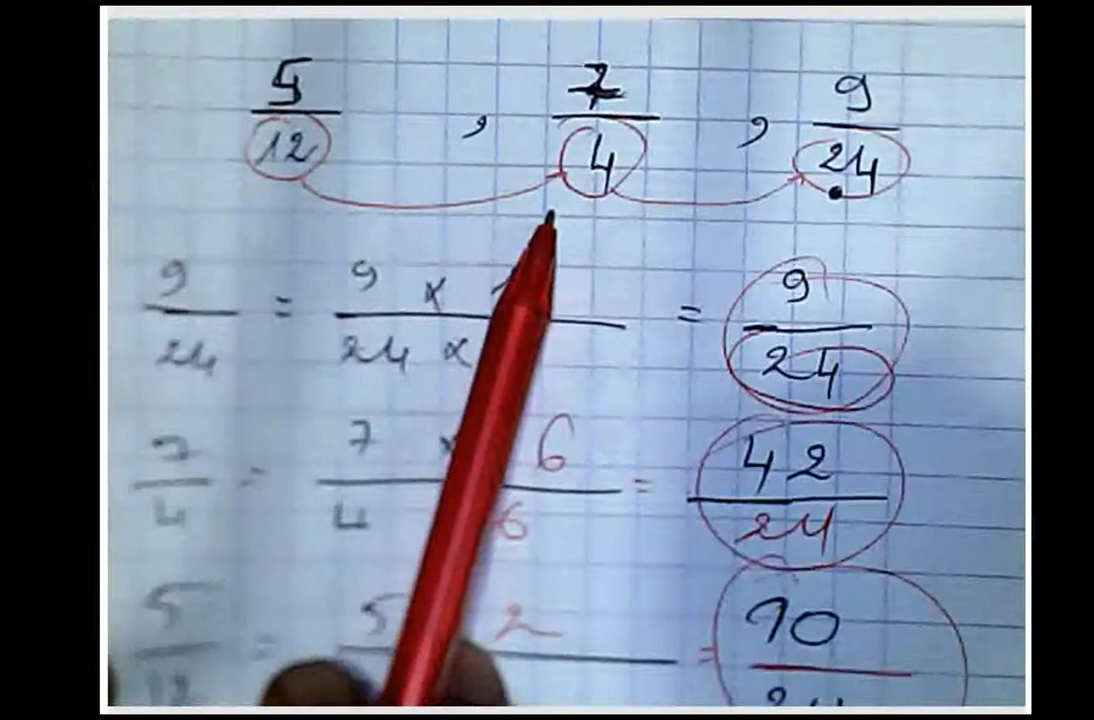 5/12 , 7/4 , 9/24
9/24 = 9 x / 24 x = 9/24
7/4 = 7 x 6 / 4 6 = 42/24
5/12 = 5 2 / = 10/24